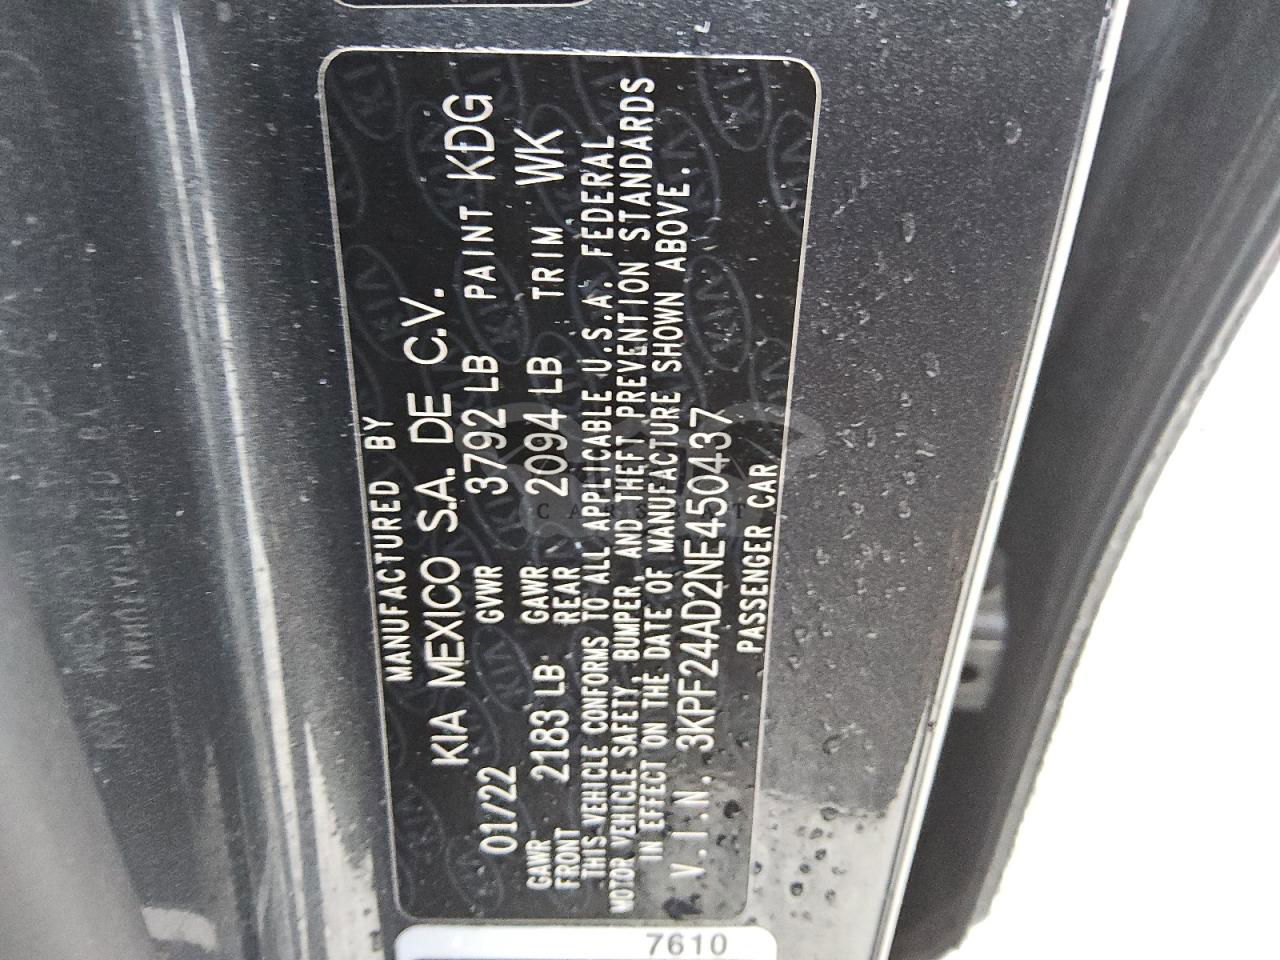 MANUFACTURED BY
KIA MEXICO S.A. DE C.V.
01/22 GVWR 3792 LB PAINT KDG
GAWR FRONT 2183 LB GAWR REAR 2094 LB TRIM WK
THIS VEHICLE CONFORMS TO ALL APPLICABLE U.S.A. FEDERAL
MOTOR VEHICLE SAFETY, BUMPER, AND THEFT PREVENTION STANDARDS
IN EFFECT ON THE DATE OF MANUFACTURE SHOWN ABOVE.
V.I.N. 3KPF24AD2NE450437
PASSENGER CAR
7610